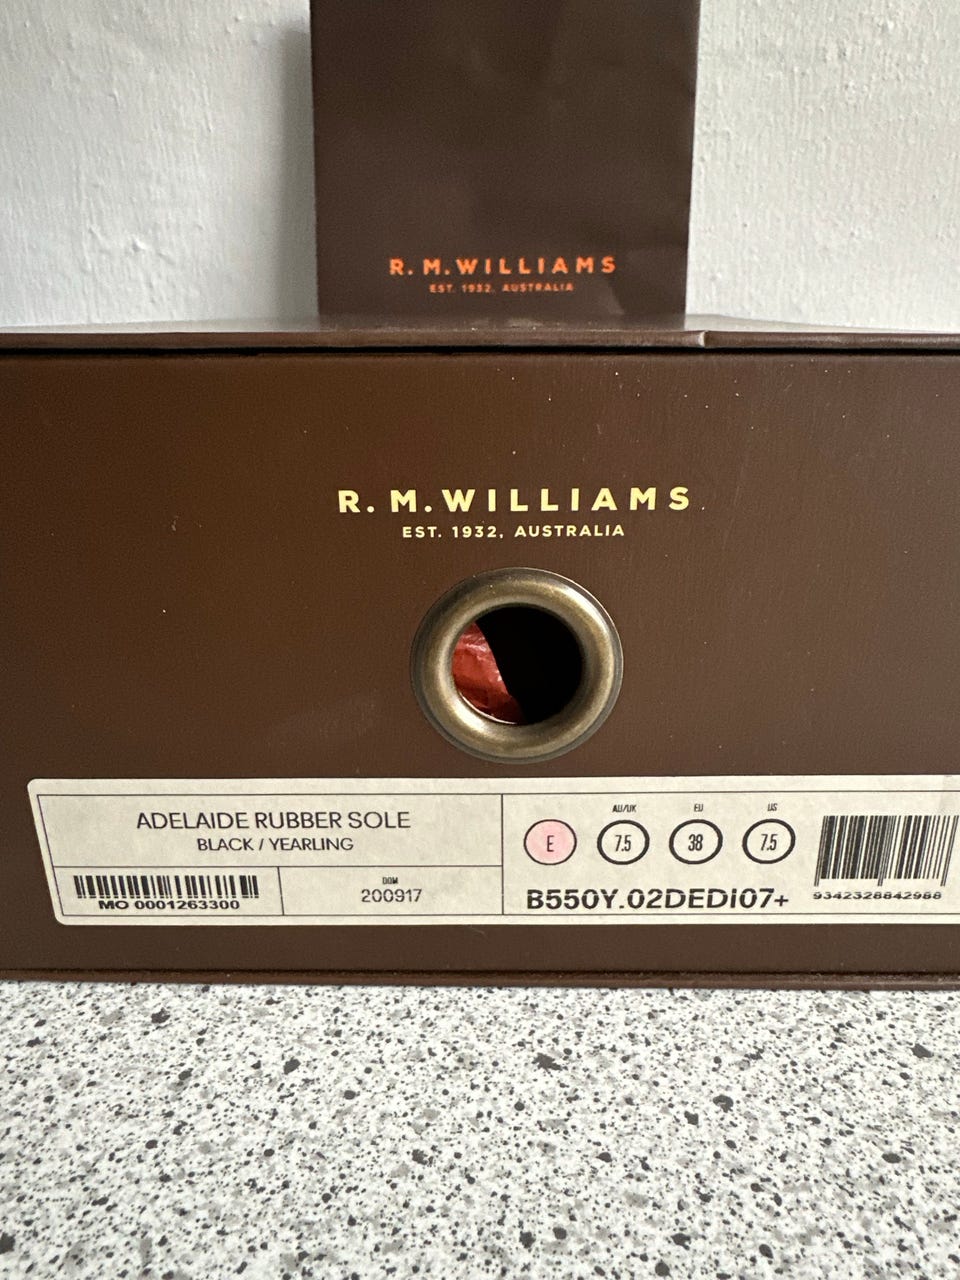 R.M.WILLIAMS
EST. 1932, AUSTRALIA
R.M.WILLIAMS
EST. 1932, AUSTRALIA
ADELAIDE RUBBER SOLE
BLACK / YEARLING
MO 0001263300
DOM
200917
E
AU/UK
7.5
EU
38
US
7.5
B550Y.02DEDI07+
9342328842988